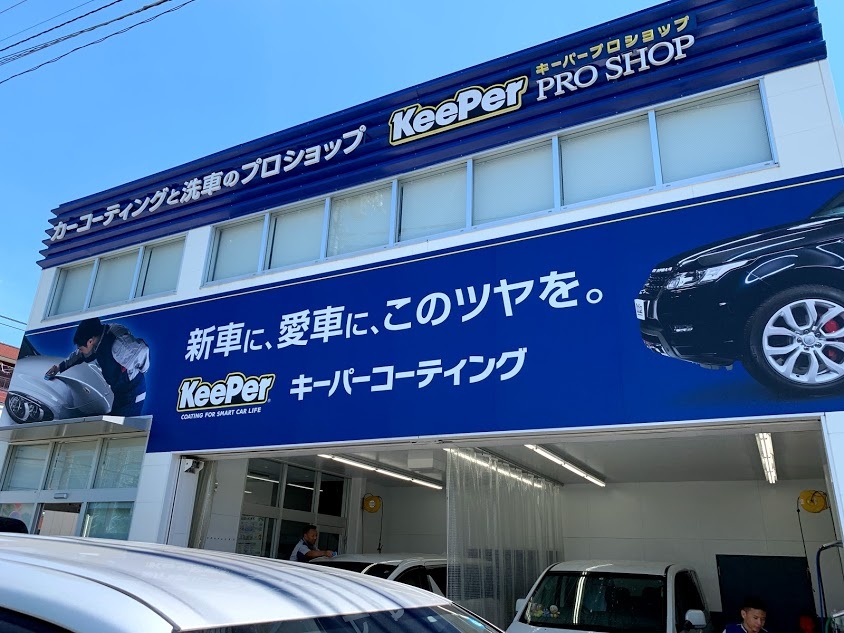 カーコーティングと洗車のプロショップ
KeePer
キーパープロショップ
PRO SHOP
新車に、愛車に、このツヤを。
KeePer キーパーコーティング
COATING FOR SMART CAR LIFE